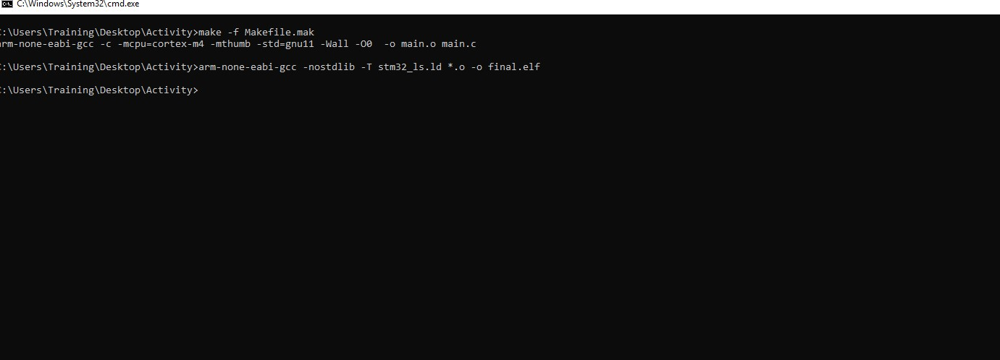 C:\Windows\System32\cmd.exe
:\Users\Training\Desktop\Activity>make -f Makefile.mak
arm-none-eabi-gcc -c -mcpu=cortex-m4 -mthumb -std=gnu11 -Wall -O0  -o main.o main.c
:\Users\Training\Desktop\Activity>arm-none-eabi-gcc -nostdlib -T stm32_ls.ld *.o -o final.elf
:\Users\Training\Desktop\Activity>